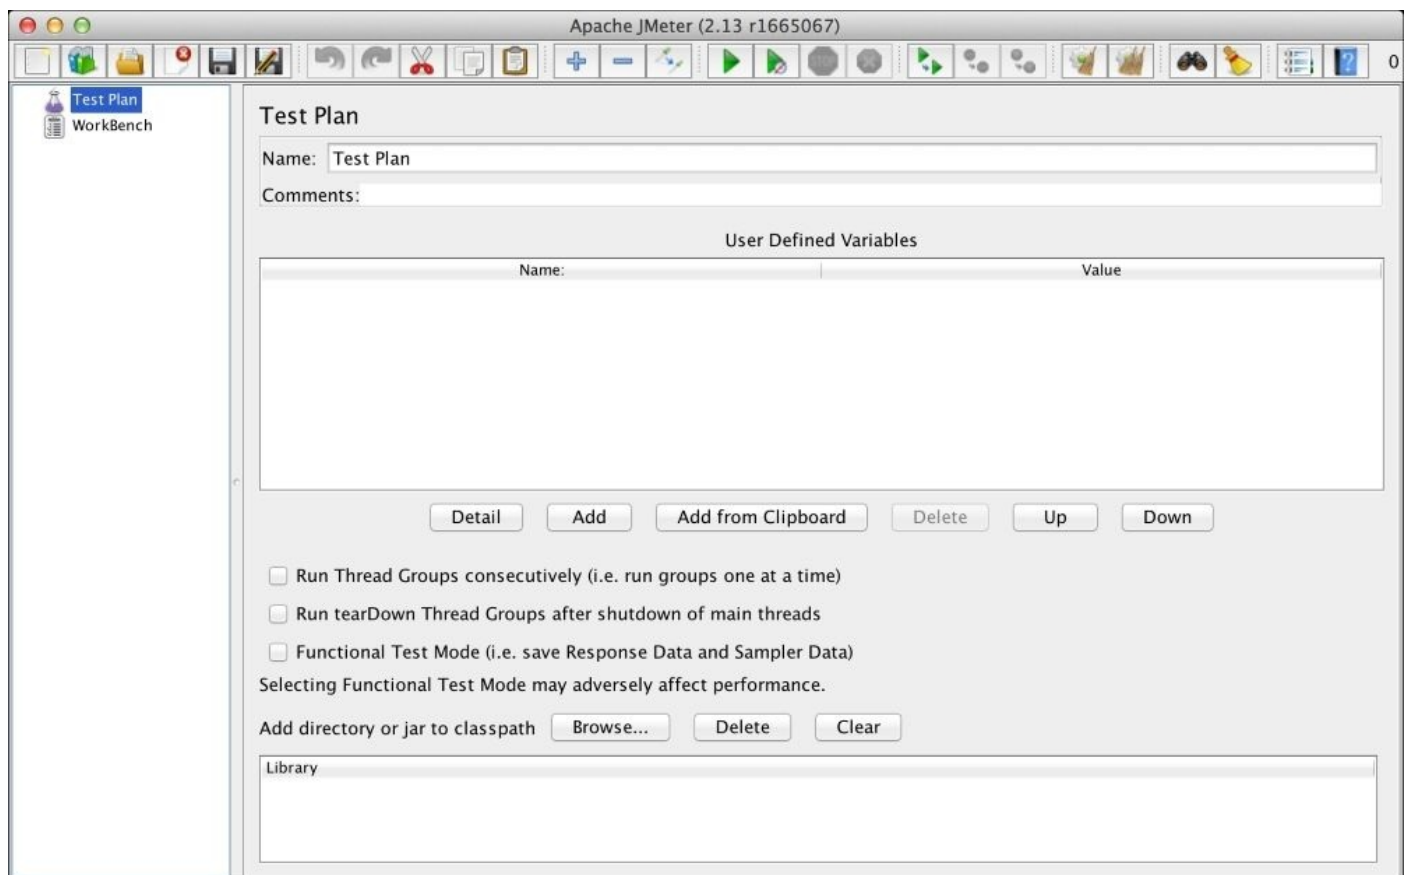 Apache JMeter (2.13 r1665067)
0
Test Plan
WorkBench
Test Plan
Name: Test Plan
Comments:
User Defined Variables
Name: Value
Detail Add Add from Clipboard Delete Up Down
Run Thread Groups consecutively (i.e. run groups one at a time)
Run tearDown Thread Groups after shutdown of main threads
Functional Test Mode (i.e. save Response Data and Sampler Data)
Selecting Functional Test Mode may adversely affect performance.
Add directory or jar to classpath Browse... Delete Clear
Library